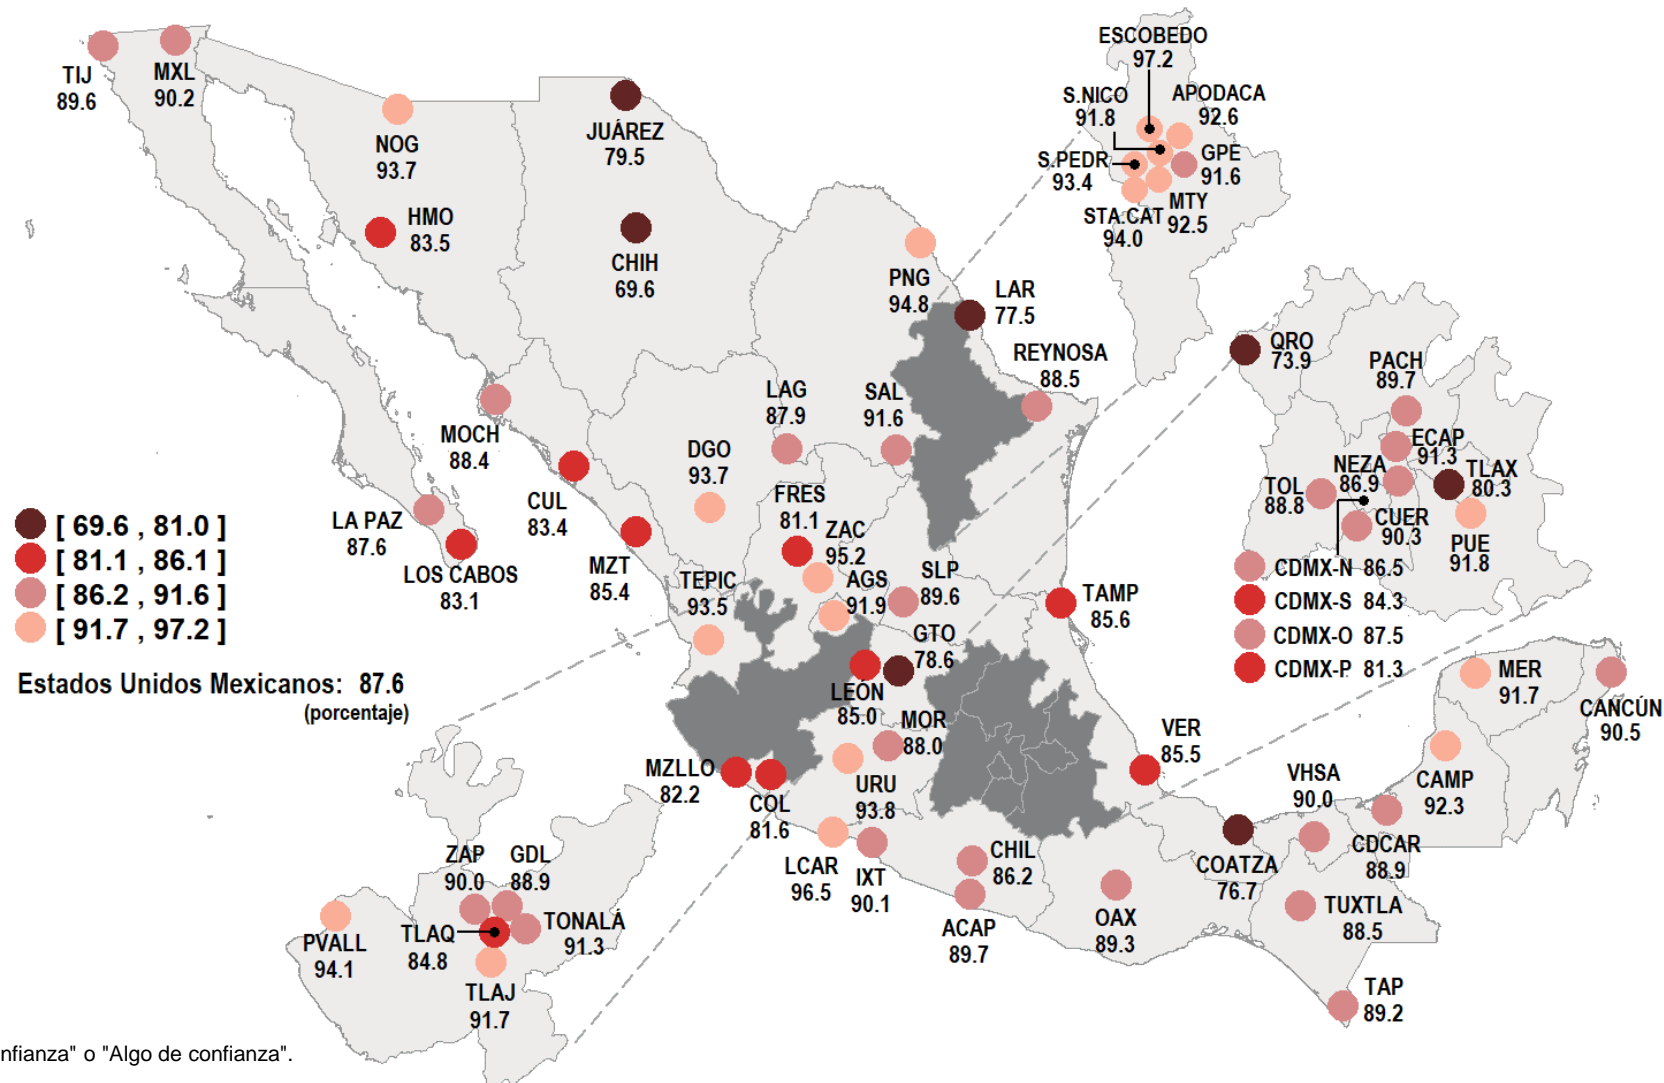 TIJ
89.6
MXL
90.2
NOG
93.7
HMO
83.5
JUÁREZ
79.5
CHIH
69.6
PNG
94.8
LAR
77.5
REYNOSA
88.5
ESCOBEDO
97.2
S.NICO
91.8
APODACA
92.6
S.PEDR
93.4
GPE
91.6
MTY
92.5
STA.CAT
94.0
LAG
87.9
SAL
91.6
MOCH
88.4
DGO
93.7
CUL
83.4
FRES
81.1
ZAC
95.2
MZT
85.4
LA PAZ
87.6
LOS CABOS
83.1
TEPIC
93.5
AGS
91.9
SLP
89.6
TAMP
85.6
GTO
78.6
LEÓN
85.0
MOR
88.0
QRO
73.9
PACH
89.7
ECAP
91.3
NEZA
86.9
TLAX
80.3
TOL
88.8
CUER
90.3
PUE
91.8
CDMX-N 86.5
CDMX-S 84.3
CDMX-O 87.5
CDMX-P 81.3
[ 69.6 , 81.0 ]
[ 81.1 , 86.1 ]
[ 86.2 , 91.6 ]
[ 91.7 , 97.2 ]
Estados Unidos Mexicanos: 87.6
(porcentaje)
MZLLO
82.2
COL
81.6
URU
93.8
LCAR
96.5
IXT
90.1
CHIL
86.2
ACAP
89.7
OAX
89.3
VER
85.5
COATZA
76.7
VHSA
90.0
CDCAR
88.9
CAMP
92.3
MER
91.7
CANCÚN
90.5
TUXTLA
88.5
TAP
89.2
ZAP
90.0
GDL
88.9
TONALÁ
91.3
TLAQ
84.8
PVALL
94.1
TLAJ
91.7
nfianza" o "Algo de confianza".